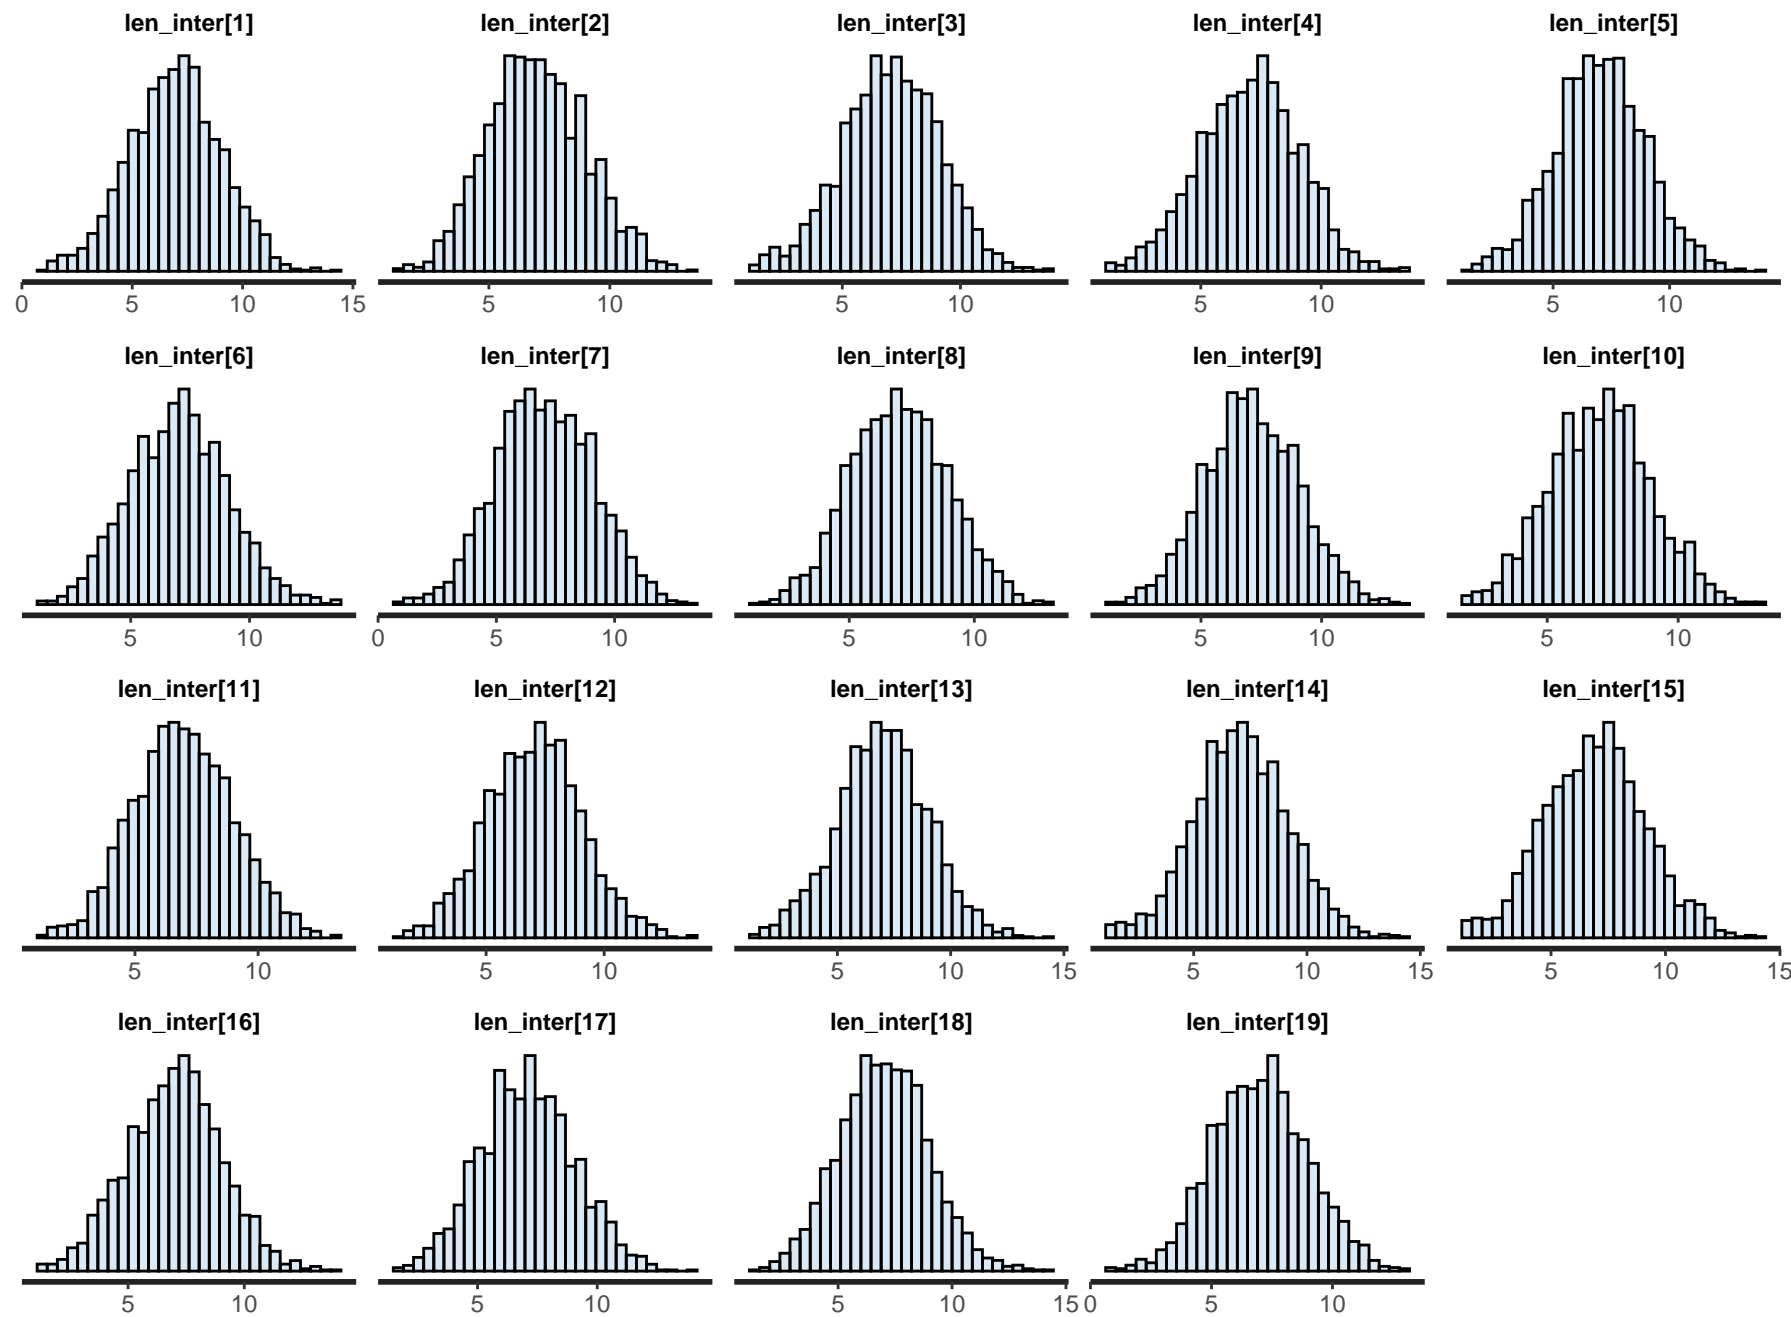 len_inter[1] len_inter[2] len_inter[3] len_inter[4] len_inter[5]
0 5 10 15 5 10 5 10 5 10 5 10
len_inter[6] len_inter[7] len_inter[8] len_inter[9] len_inter[10]
5 10 0 5 10 5 10 5 10 5 10
len_inter[11] len_inter[12] len_inter[13] len_inter[14] len_inter[15]
5 10 5 10 5 10 15 5 10 15 5 10 15
len_inter[16] len_inter[17] len_inter[18] len_inter[19]
5 10 5 10 5 10 15 0 5 10